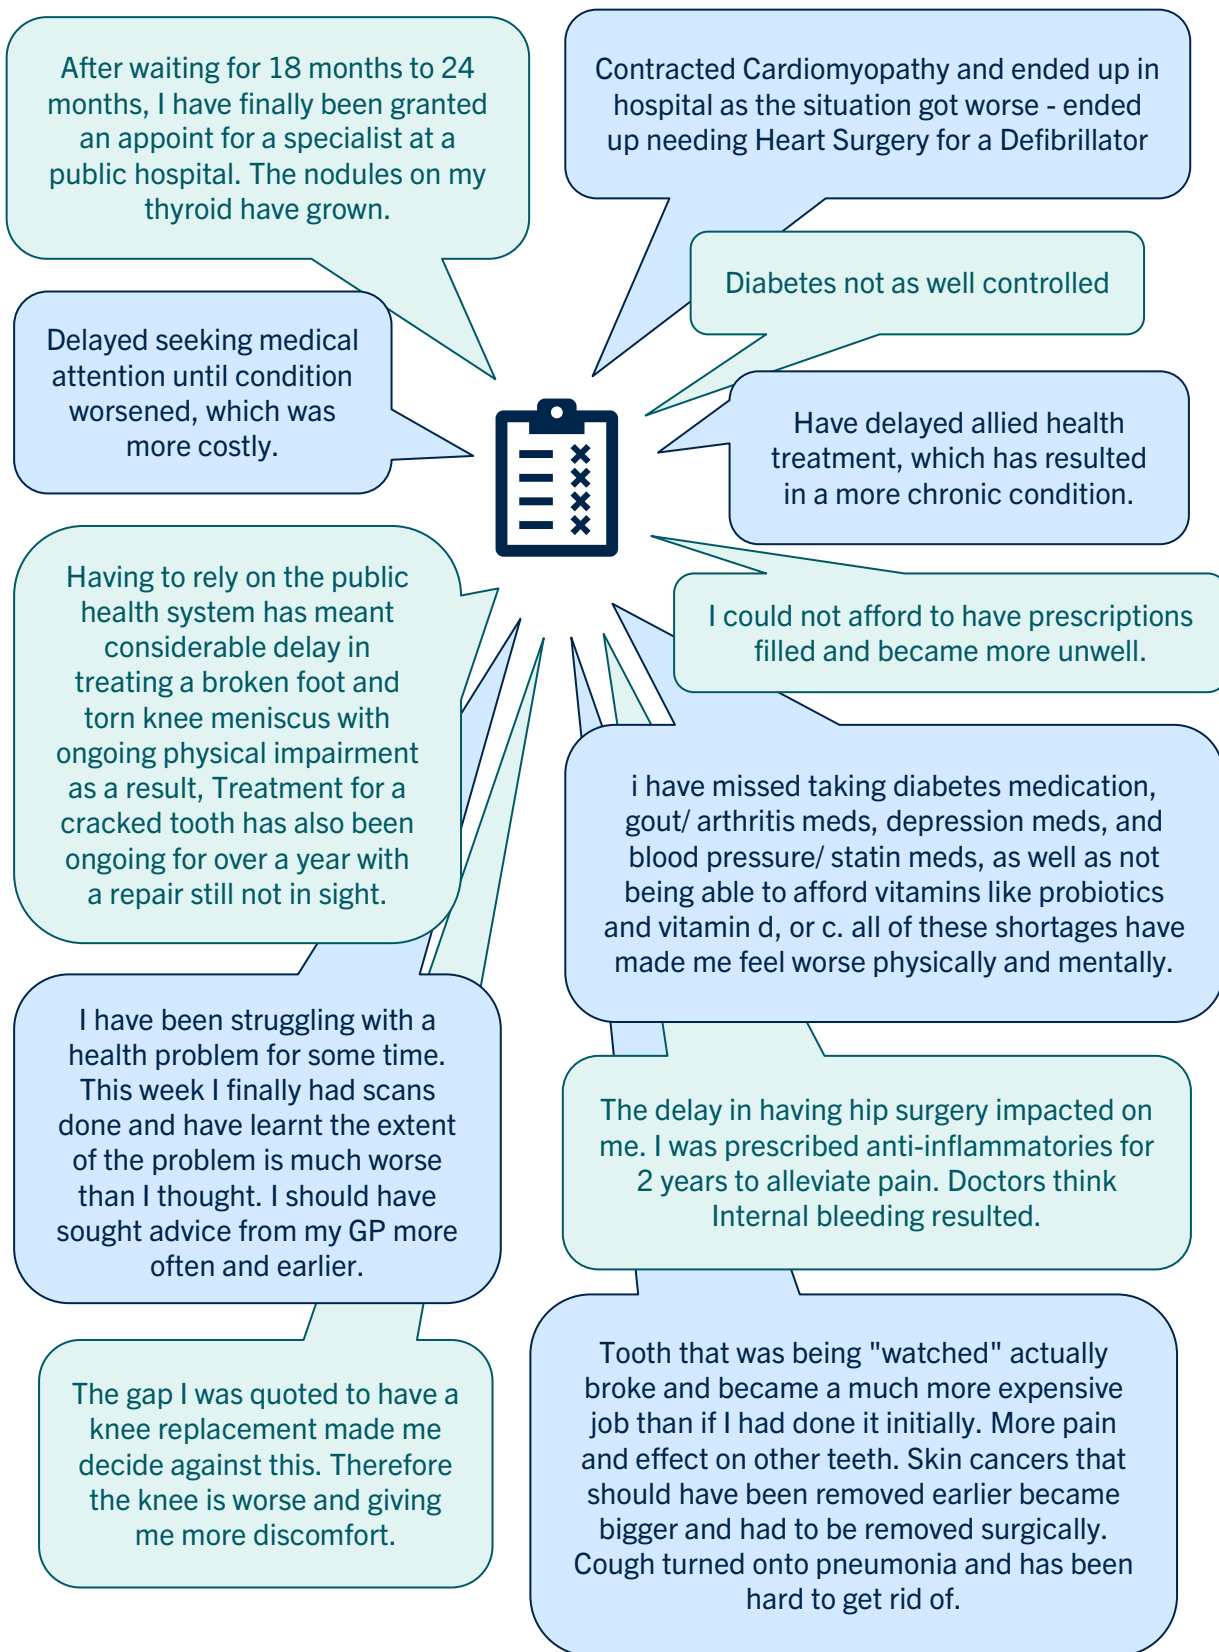 After waiting for 18 months to 24
months, I have finally been granted
an appoint for a specialist at a
public hospital. The nodules on my
thyroid have grown.
Contracted Cardiomyopathy and ended up in
hospital as the situation got worse - ended
up needing Heart Surgery for a Defibrillator
Diabetes not as well controlled
Delayed seeking medical
attention until condition
worsened, which was
more costly.
Have delayed allied health
treatment, which has resulted
in a more chronic condition.
Having to rely on the public
health system has meant
considerable delay in
treating a broken foot and
torn knee meniscus with
ongoing physical impairment
as a result, Treatment for a
cracked tooth has also been
ongoing for over a year with
a repair still not in sight.
I could not afford to have prescriptions
filled and became more unwell.
i have missed taking diabetes medication,
gout/ arthritis meds, depression meds, and
blood pressure/ statin meds, as well as not
being able to afford vitamins like probiotics
and vitamin d, or c. all of these shortages have
made me feel worse physically and mentally.
I have been struggling with a
health problem for some time.
This week I finally had scans
done and have learnt the extent
of the problem is much worse
than I thought. I should have
sought advice from my GP more
often and earlier.
The delay in having hip surgery impacted on
me. I was prescribed anti-inflammatories for
2 years to alleviate pain. Doctors think
Internal bleeding resulted.
The gap I was quoted to have a
knee replacement made me
decide against this. Therefore
the knee is worse and giving
me more discomfort.
Tooth that was being "watched" actually
broke and became a much more expensive
job than if I had done it initially. More pain
and effect on other teeth. Skin cancers that
should have been removed earlier became
bigger and had to be removed surgically.
Cough turned onto pneumonia and has been
hard to get rid of.